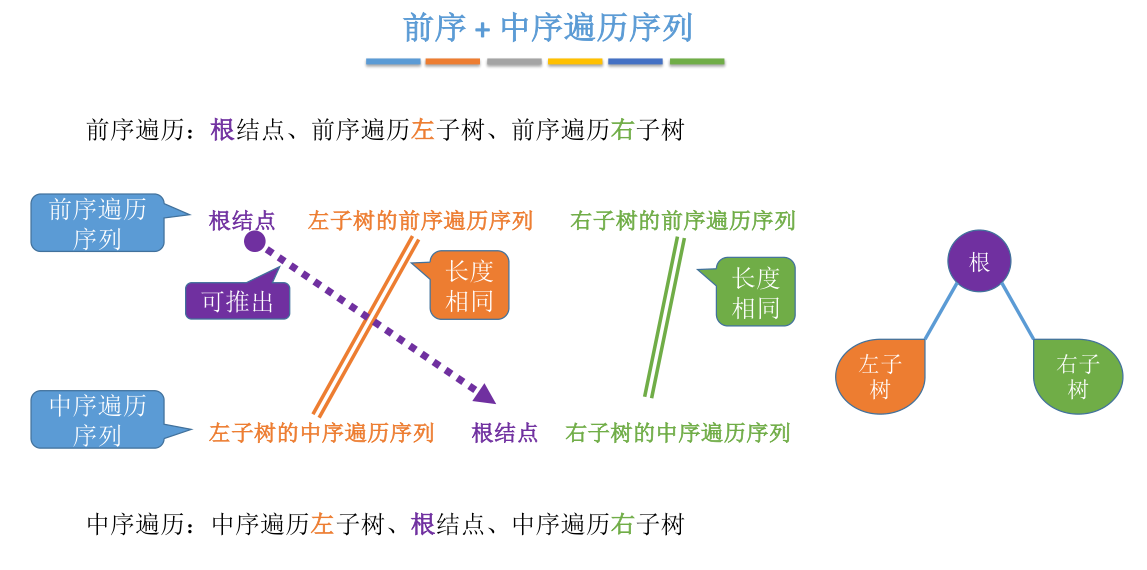 前序 + 中序遍历序列
前序遍历：根结点、前序遍历左子树、前序遍历右子树
前序遍历
序列
根结点 左子树的前序遍历序列 右子树的前序遍历序列
可推出
长度
相同
长度
相同
根
左子
树
右子
树
中序遍历
序列
左子树的中序遍历序列 根结点 右子树的中序遍历序列
中序遍历：中序遍历左子树、根结点、中序遍历右子树